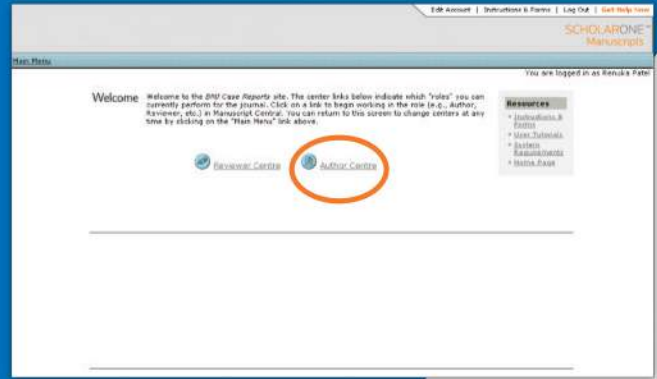 Edit Account | Instructions & Forms | Log Out | Get Help Now
SCHOLARONE™
Manuscripts
Main Menu
You are logged in as Renuka Patel
Welcome
Welcome to the BMJ Case Reports site. The center links below indicate which "roles" you can
currently perform for the journal. Click on a link to begin working in the role (e.g., Author,
Reviewer, etc.) in Manuscript Central. You can return to this screen to change centers at any
time by clicking on the "Main Menu" link above.
Reviewer Centre
Author Centre
Resources
Instructions &
Forms
User Tutorials
System
Requirements
Home Page